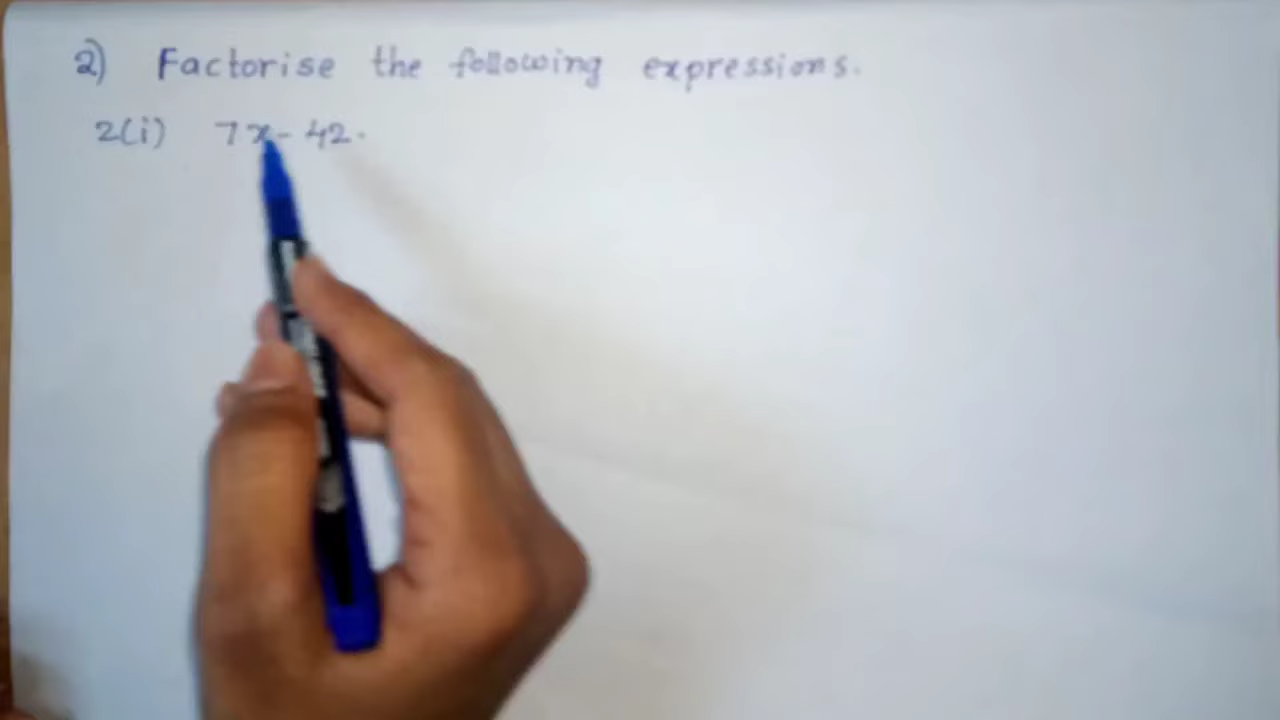 2) Factorise the following expressions.
2(i) 7x- 42.